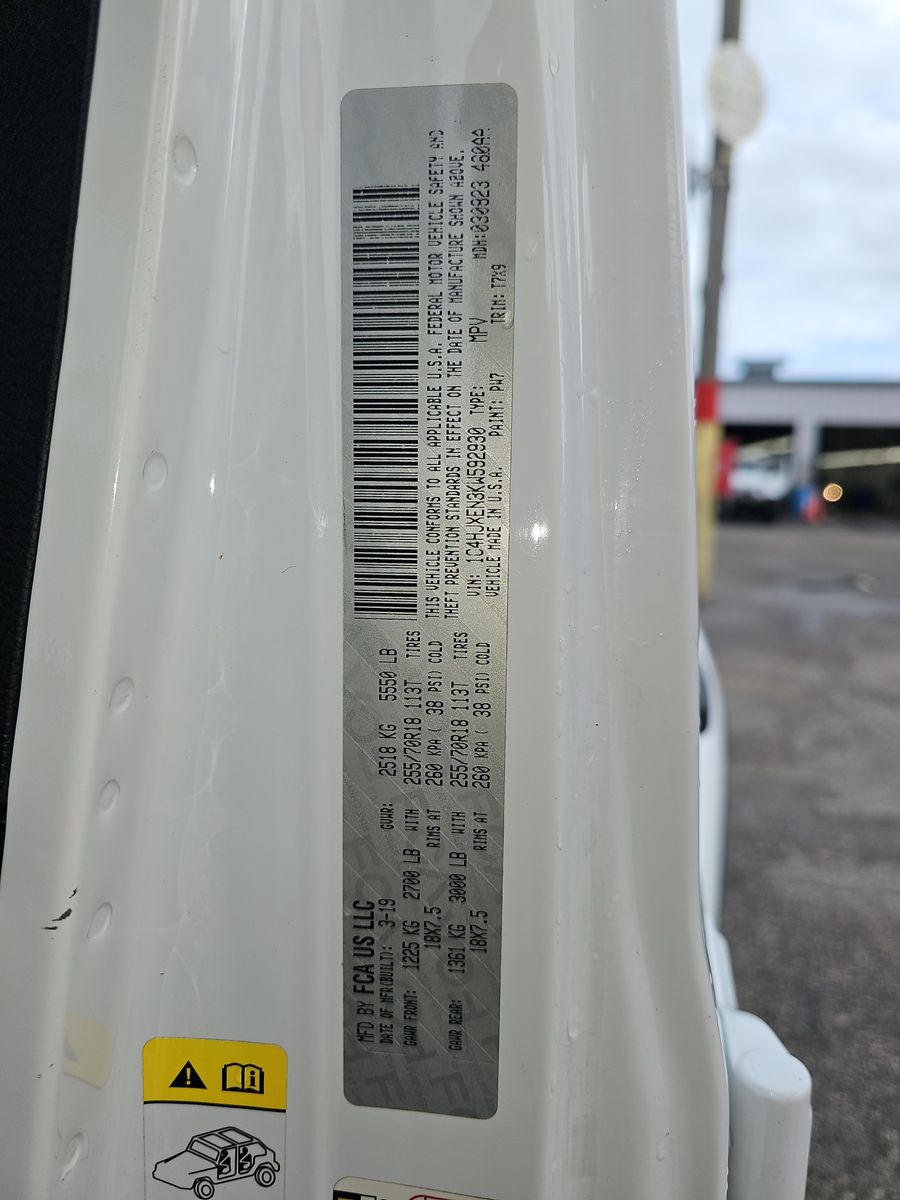 MFD BY FCA US LLC
DATE OF MFR(BUILT): 3-19 GVWR: 2518 KG 5550 LB
GAWR FRONT: 1225 KG 2700 LB WITH 255/70R18 113T TIRES
18X7.5 RIMS AT 260 KPA ( 38 PSI) COLD
GAWR REAR: 1361 KG 3000 LB WITH 255/70R18 113T TIRES
18X7.5 RIMS AT 260 KPA ( 38 PSI) COLD
THIS VEHICLE CONFORMS TO ALL APPLICABLE U.S.A. FEDERAL MOTOR VEHICLE SAFETY AND
THEFT PREVENTION STANDARDS IN EFFECT ON THE DATE OF MANUFACTURE SHOWN ABOVE.
VIN: 1C4HJXEN3KW592930 TYPE: MPV MDH:030823 460AA
VEHICLE MADE IN U.S.A. PAINT: PW7 TRIM: T7X9